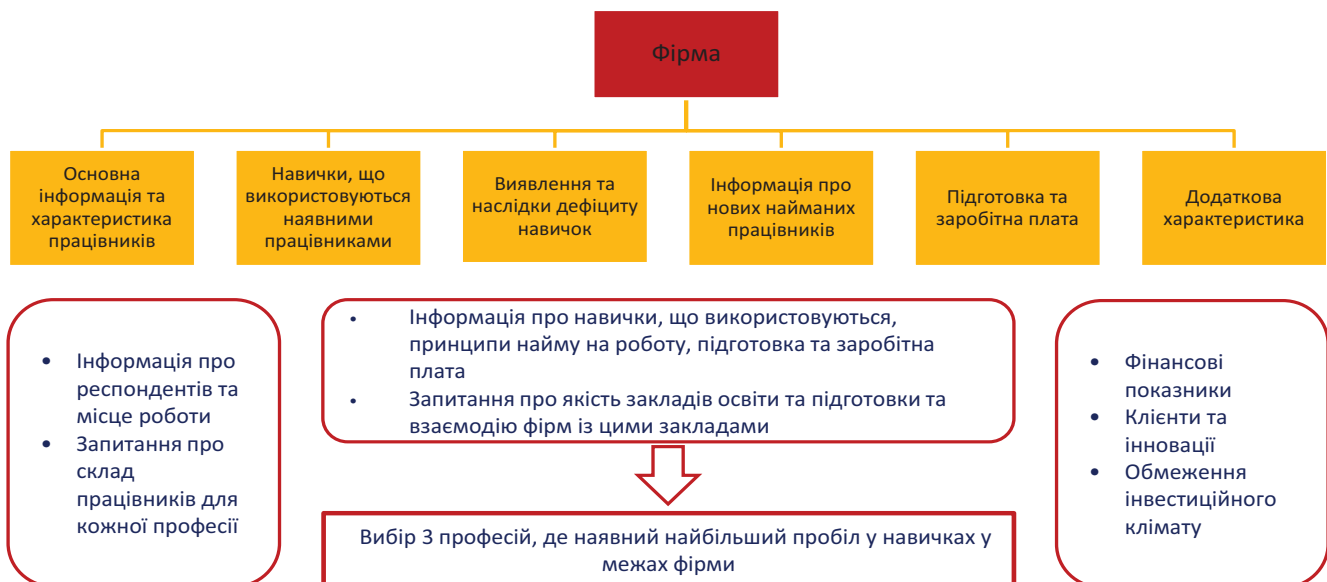 Фірма
Основна
інформація та
характеристика
працівників
Навички, що
використовуються
наявними
працівниками
Виявлення та
наслідки дефіциту
навичок
Інформація про
нових найманих
працівників
Підготовка та
заробітна плата
Додаткова
характеристика
• Інформація про
респондентів та
місце роботи
• Запитання про
склад
працівників для
кожної професії
• Інформація про навички, що використовуються,
принципи найму на роботу, підготовка та заробітна
плата
• Запитання про якість закладів освіти та підготовки та
взаємодію фірм із цими закладами
Вибір 3 професій, де наявний найбільший пробіл у навичках у
межах фірми
• Фінансові
показники
• Клієнти та
інновації
• Обмеження
інвестиційного
клімату